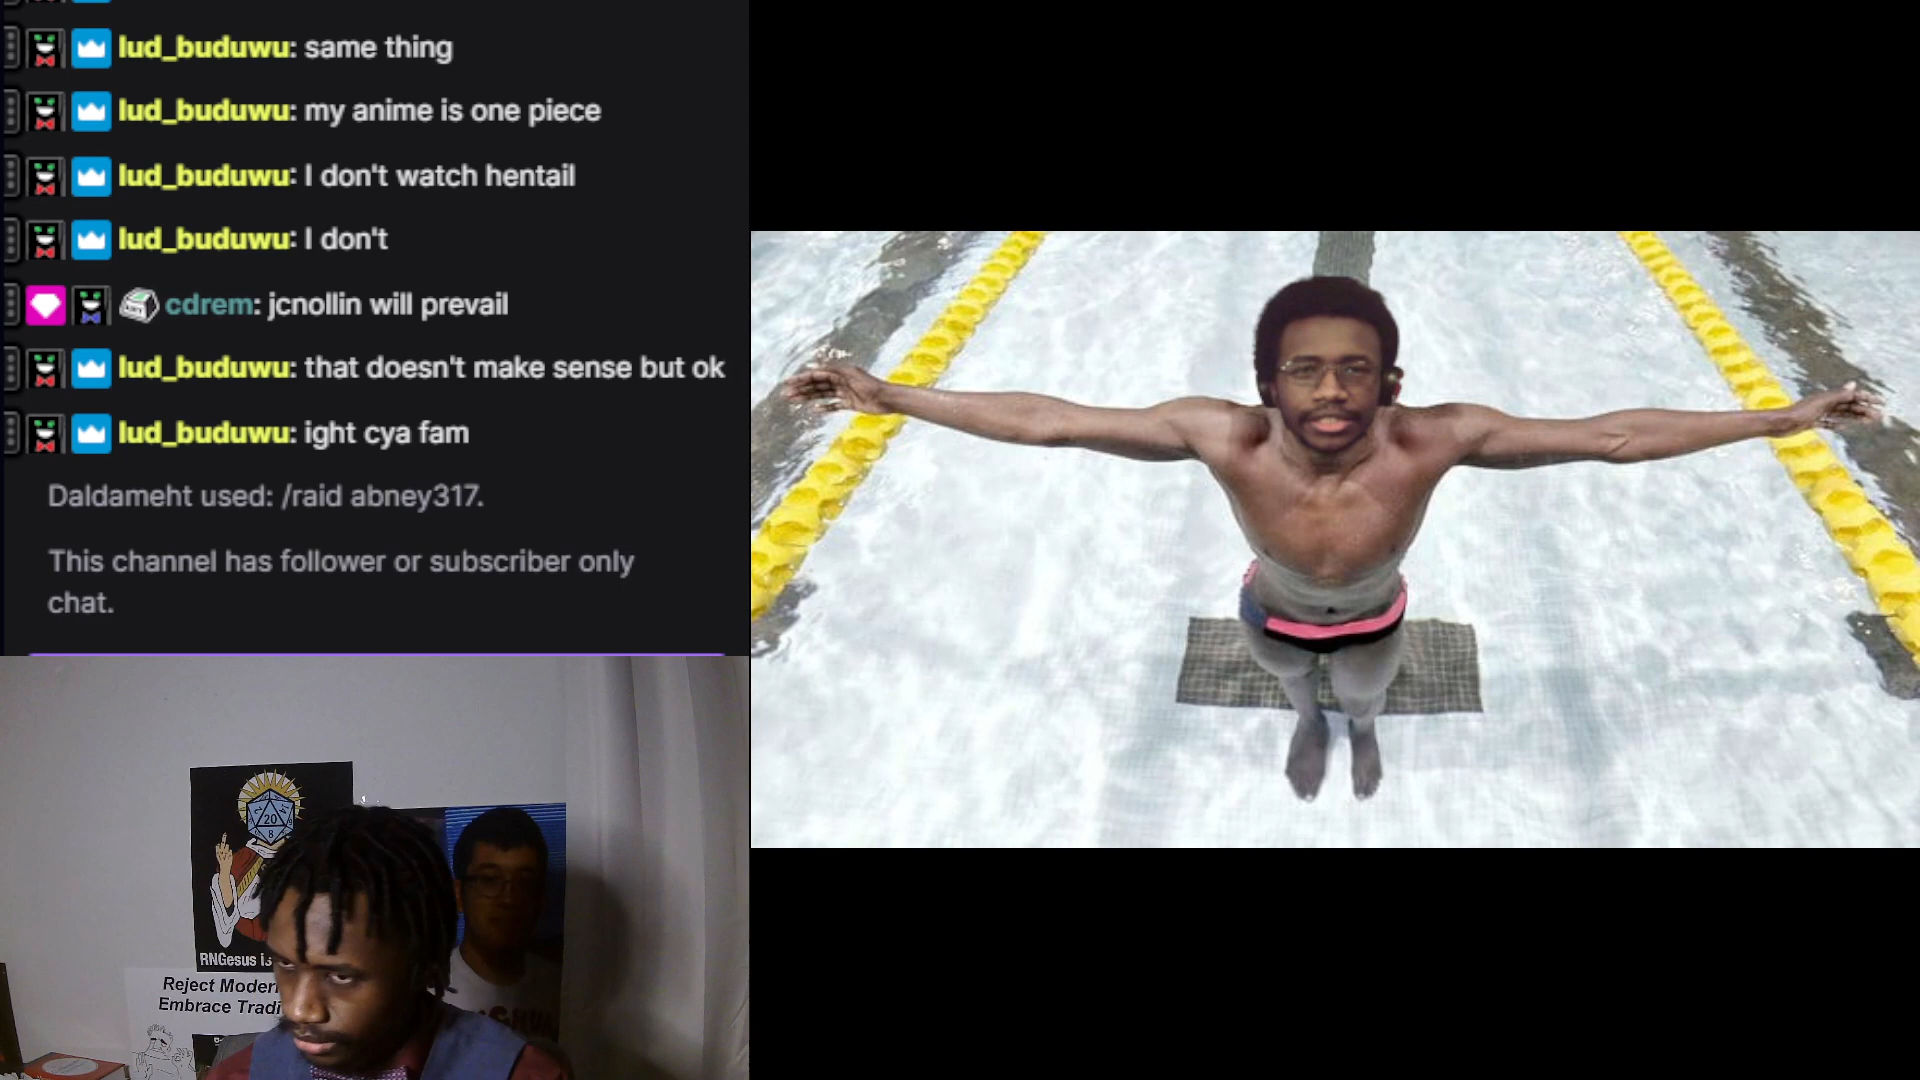 lud_buduwu: same thing
lud_buduwu: my anime is one piece
lud_buduwu: I don't watch hentail
lud_buduwu: I don't
cdrem: jcnollin will prevail
lud_buduwu: that doesn't make sense but ok
lud_buduwu: ight cya fam
Daldameht used: /raid abney317.
This channel has follower or subscriber only
chat.
20
8
RNGesus is
Reject Moder
Embrace Tradi